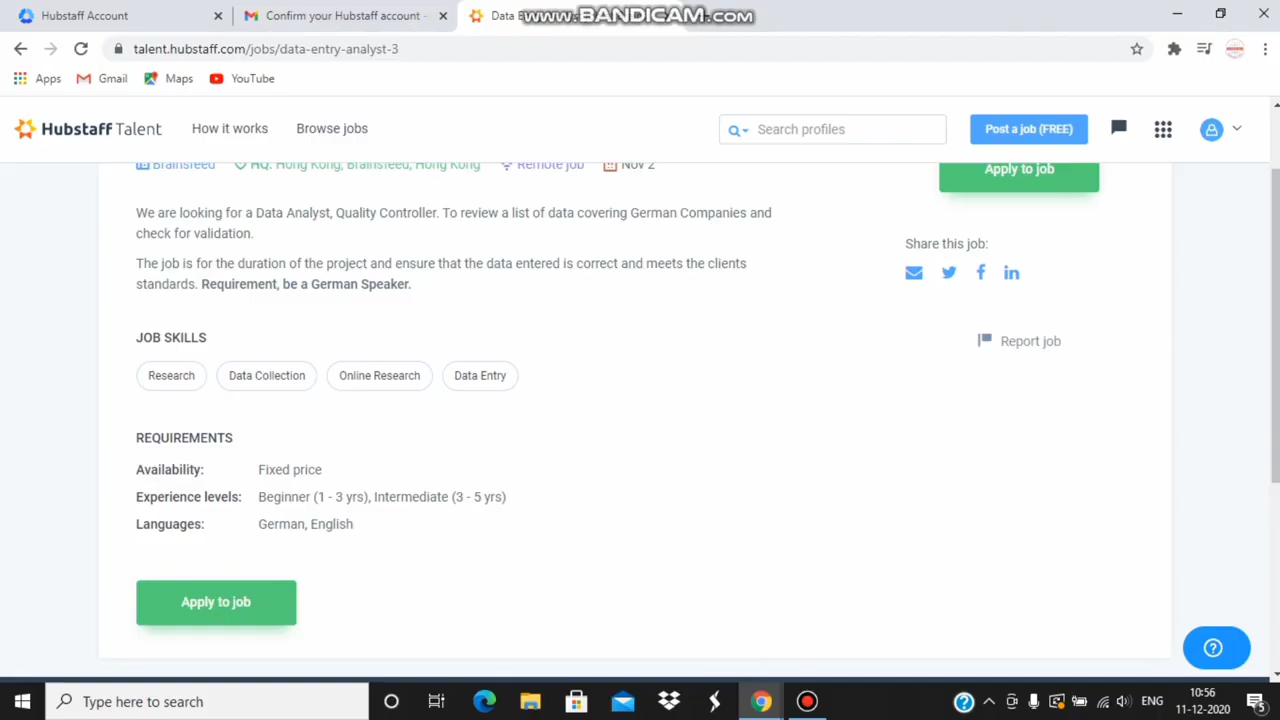 Hubstaff Account
Confirm your Hubstaff account -
Data E
www.BANDICAM.com
talent.hubstaff.com/jobs/data-entry-analyst-3
Apps
Gmail
Maps
YouTube
Hubstaff Talent
How it works
Browse jobs
Search profiles
Post a job (FREE)
Brainsfeed
HQ: Hong Kong, Brainsfeed, Hong Kong
Remote job
Nov 2
Apply to job
We are looking for a Data Analyst, Quality Controller. To review a list of data covering German Companies and
check for validation.
The job is for the duration of the project and ensure that the data entered is correct and meets the clients
standards. Requirement, be a German Speaker.
Share this job:
Report job
JOB SKILLS
Research
Data Collection
Online Research
Data Entry
REQUIREMENTS
Availability: Fixed price
Experience levels: Beginner (1 - 3 yrs), Intermediate (3 - 5 yrs)
Languages: German, English
Apply to job
Type here to search
ENG
10:56
11-12-2020
5